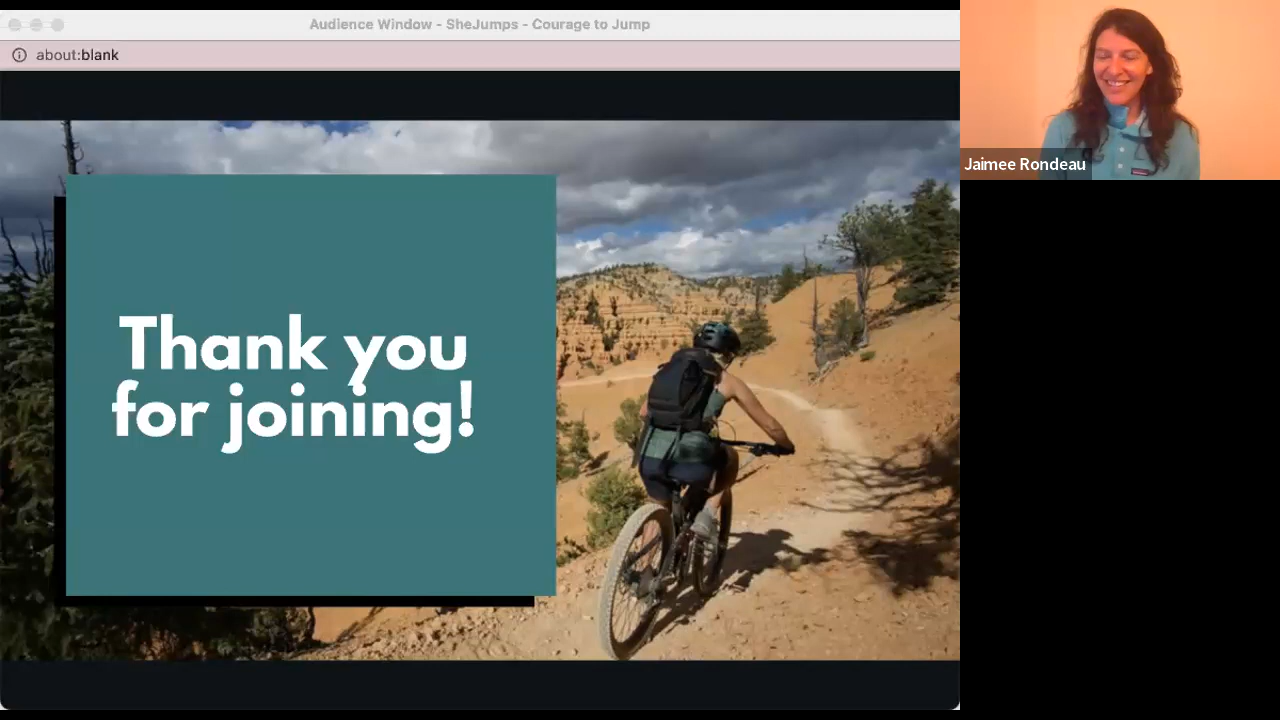 Audience Window - SheJumps - Courage to Jump
about:blank
Jaimee Rondeau
Thank you
for joining!